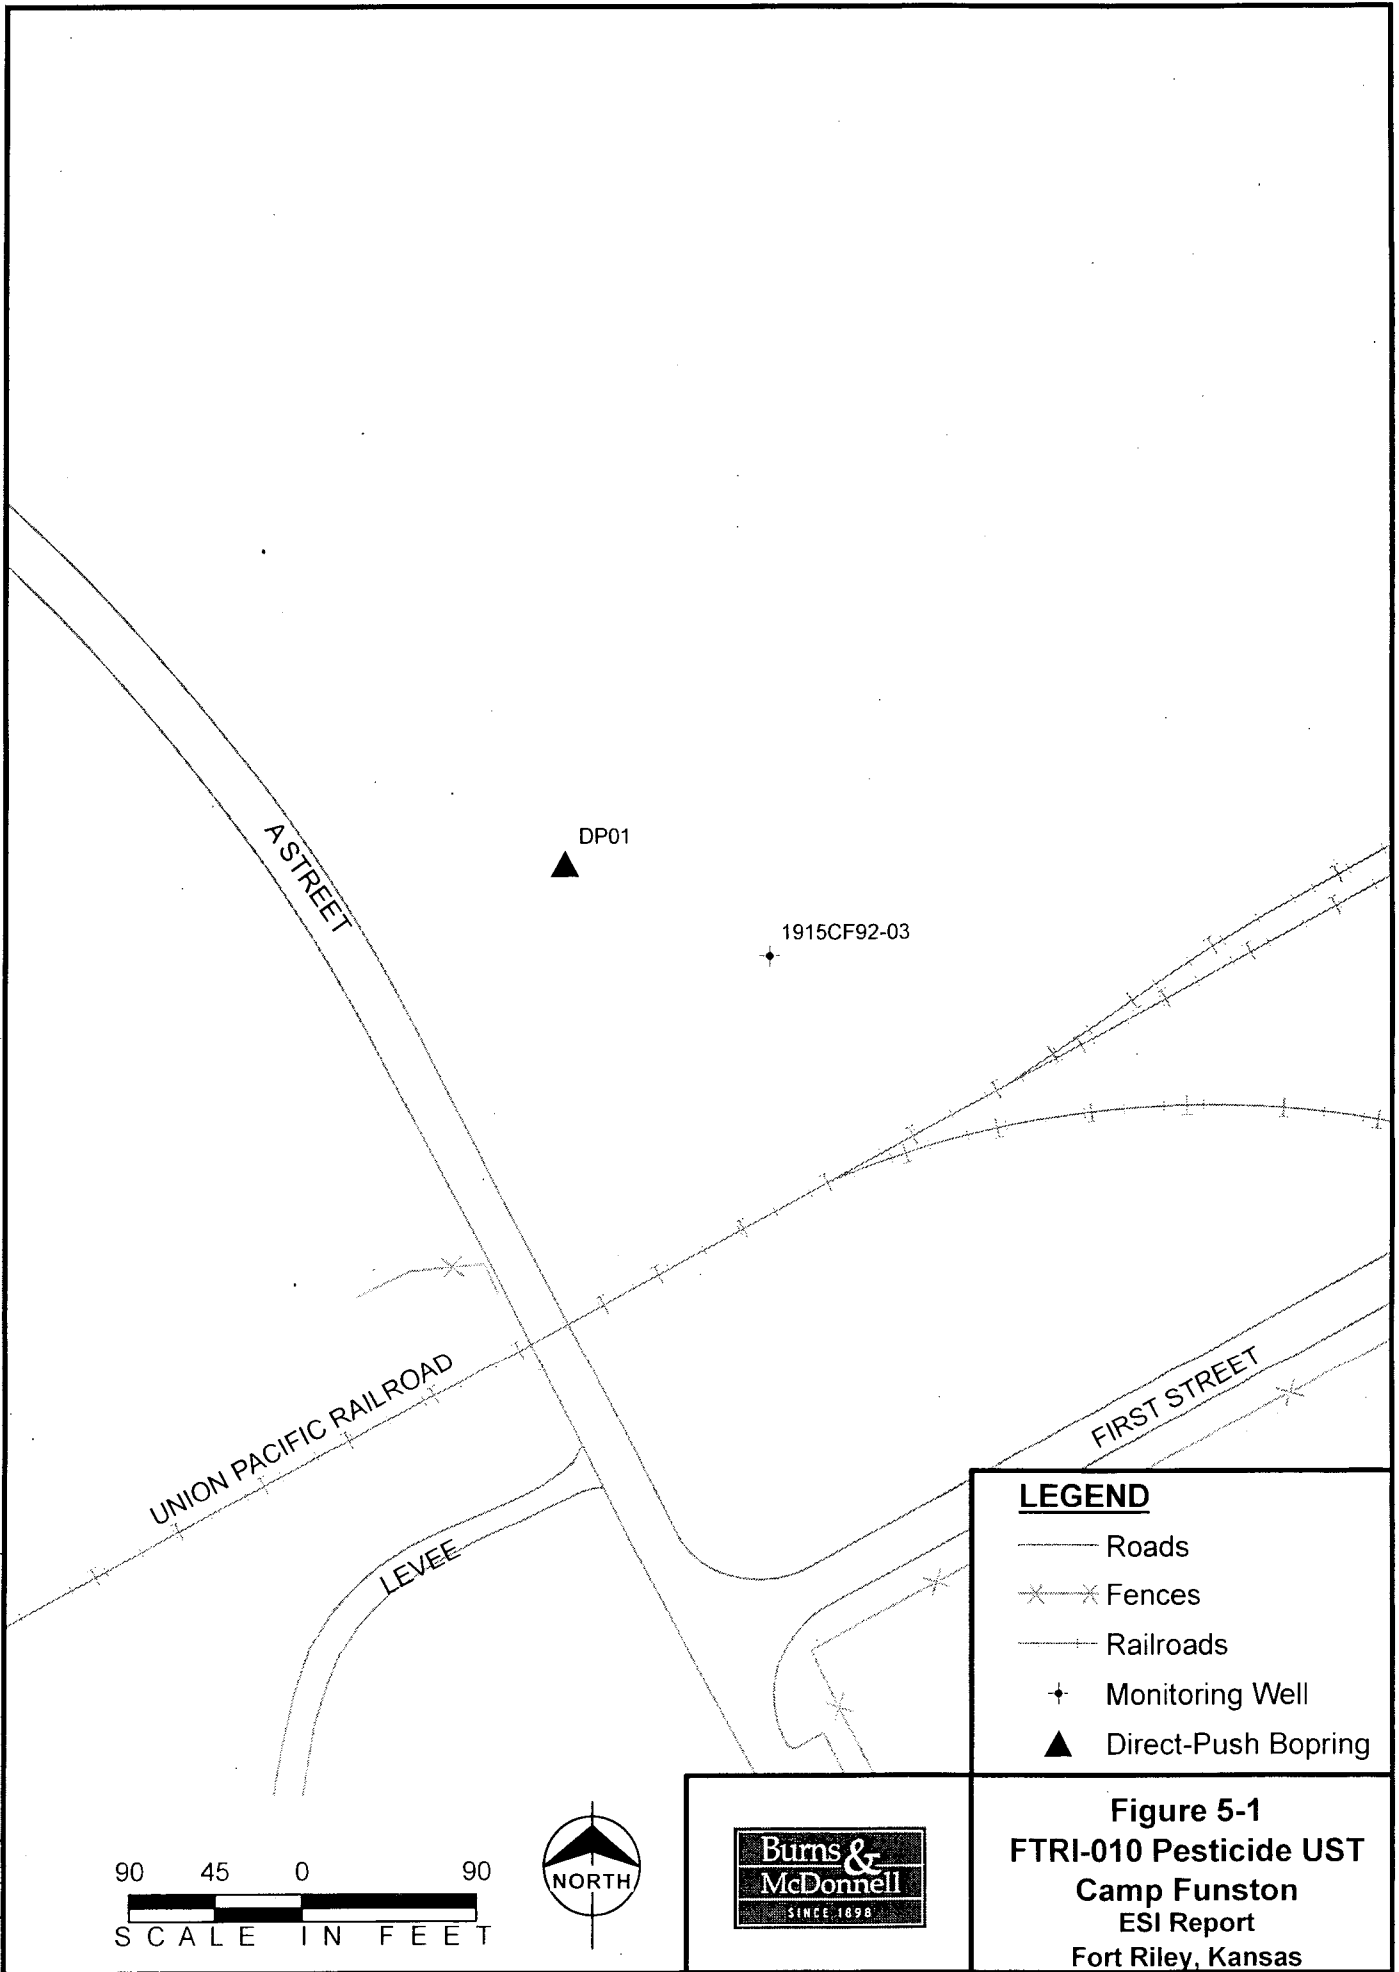 A STREET
DP01
1915CF92-03
UNION PACIFIC RAILROAD
LEVEE
FIRST STREET
LEGEND
Roads
Fences
Railroads
Monitoring Well
Direct-Push Bopring
90 45 0 90
SCALE IN FEET
NORTH
Burns &
McDonnell
SINCE 1898
Figure 5-1
FTRI-010 Pesticide UST
Camp Funston
ESI Report
Fort Riley, Kansas